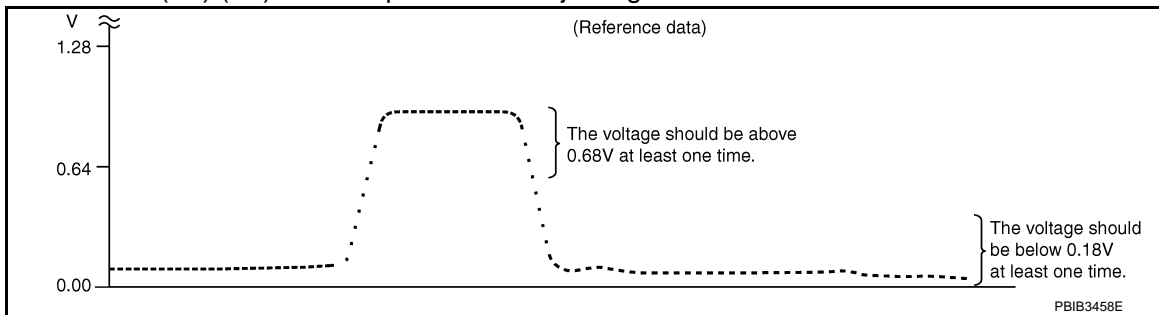 V
(Reference data)
1.28
The voltage should be above
0.68V at least one time.
0.64
The voltage should
be below 0.18V
at least one time.
0.00
PBIB3458E